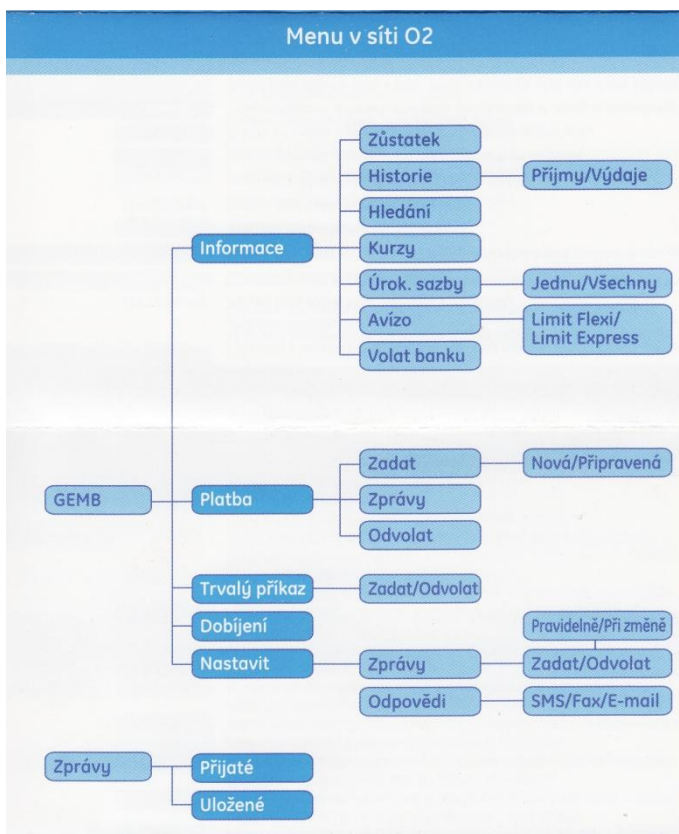 Menu v síti O2
Zůstatek
Historie
Příjmy/Výdaje
Hledání
Informace
Kurzy
Úrok. sazby
Jednu/Všechny
Avízo
Limit Flexi/
Limit Express
Volat banku
Zadat
Nová/Připravená
GEMB
Platba
Zprávy
Odvolat
Trvalý příkaz
Zadat/Odvolat
Dobíjení
Pravidelně/Při změně
Nastavit
Zprávy
Zadat/Odvolat
Odpovědi
SMS/Fax/E-mail
Zprávy
Přijaté
Uložené